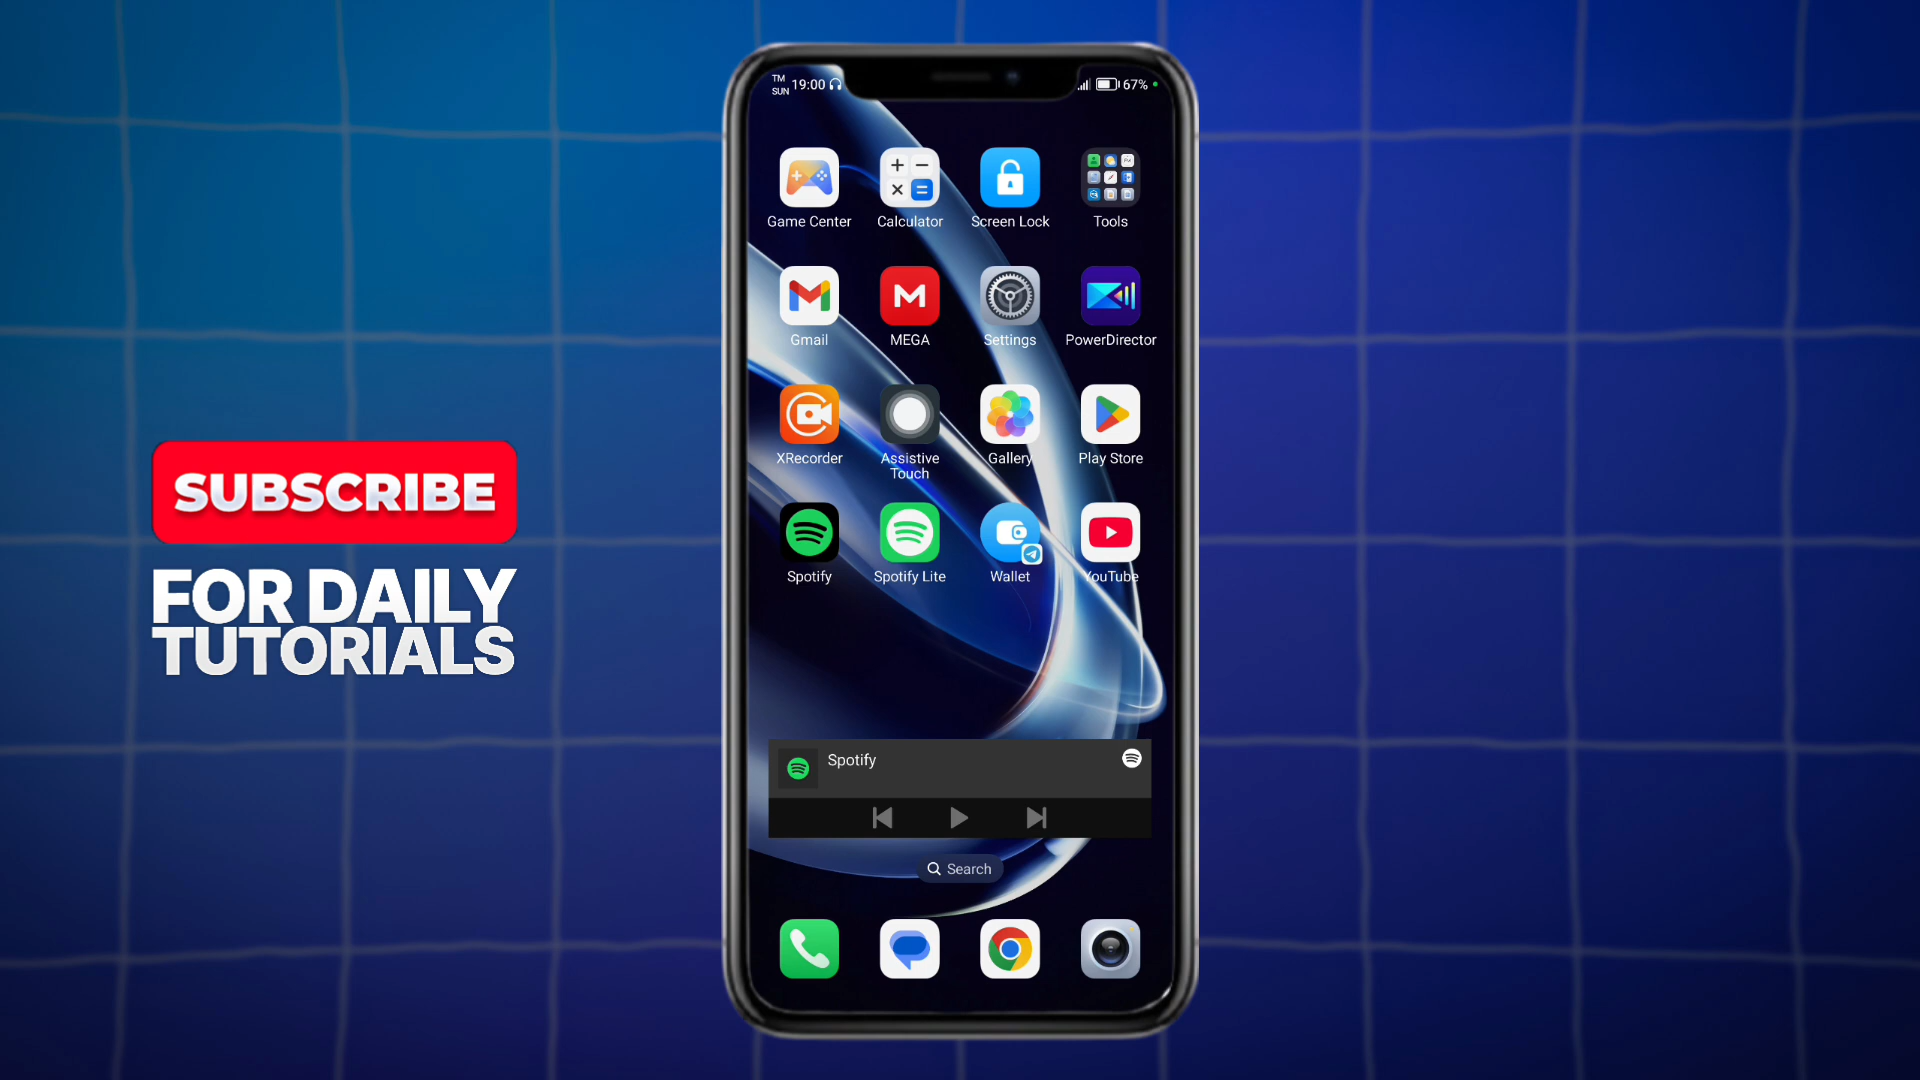 SUBSCRIBE
FOR DAILY
TUTORIALS
TM
SUN 19:00 67%
Game Center Calculator Screen Lock Tools
Gmail MEGA Settings PowerDirector
XRecorder Assistive Touch Gallery Play Store
Spotify Spotify Lite Wallet YouTube
Spotify
Search